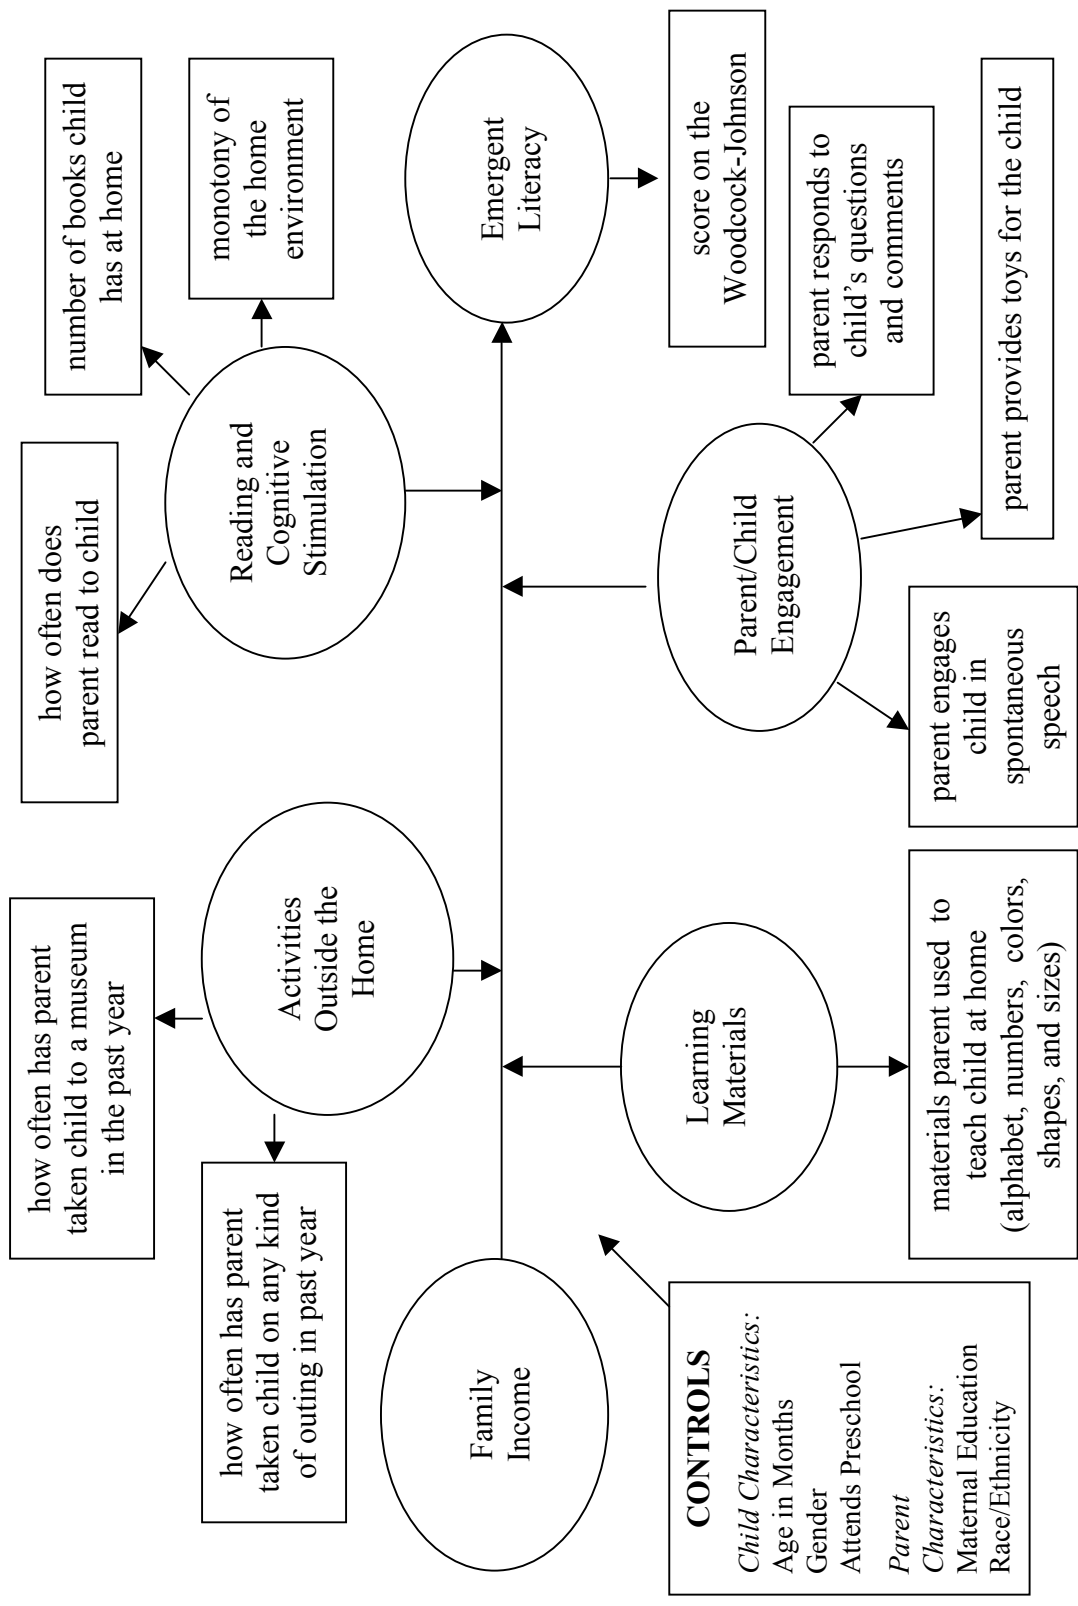 how often has parent
taken child to a museum
in the past year
how often does
parent read to child
number of books child
has at home
how often has parent
taken child on any kind
of outing in past year
Activities
Outside the
Home
Reading and
Cognitive
Stimulation
monotony of
the home
environment
Family
Income
Emergent
Literacy
CONTROLS
Child Characteristics:
Age in Months
Gender
Attends Preschool
Parent
Characteristics:
Maternal Education
Race/Ethnicity
Learning
Materials
Parent/Child
Engagement
score on the
Woodcock-Johnson
materials parent used to
teach child at home
(alphabet, numbers, colors,
shapes, and sizes)
parent engages
child in
spontaneous
speech
parent responds to
child's questions
and comments
parent provides toys for the child